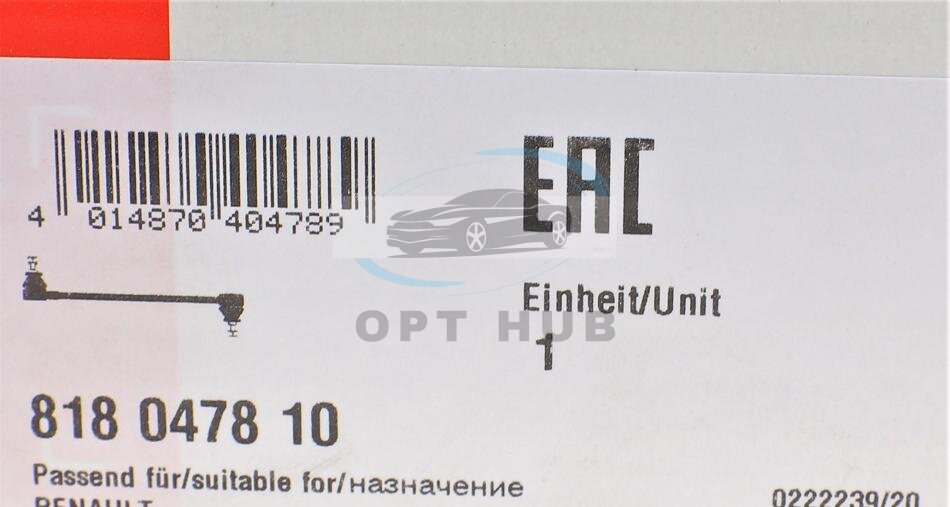 EAC
4 014870 404789
Einheit/Unit
OPT HUB
1
818 0478 10
Passend für/suitable for/назначение
RENAULT
0222239/20